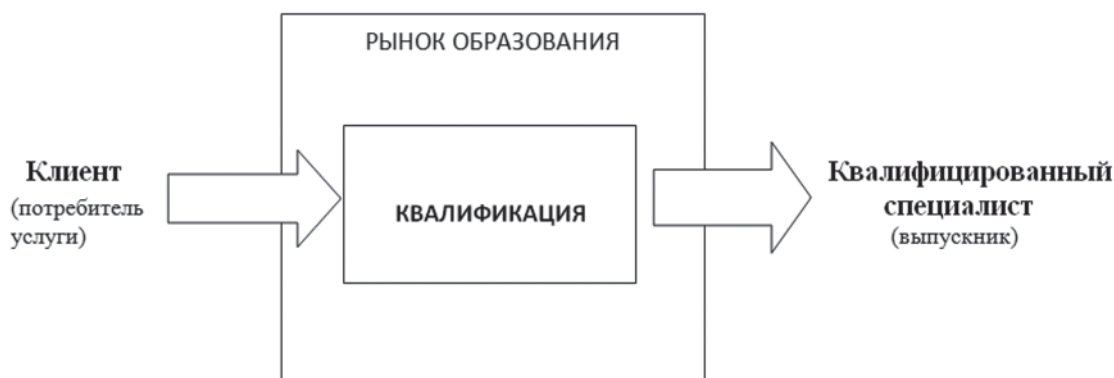 РЫНОК ОБРАЗОВАНИЯ
Клиент
(потребитель
услуги)
КВАЛИФИКАЦИЯ
Квалифицированный
специалист
(выпускник)